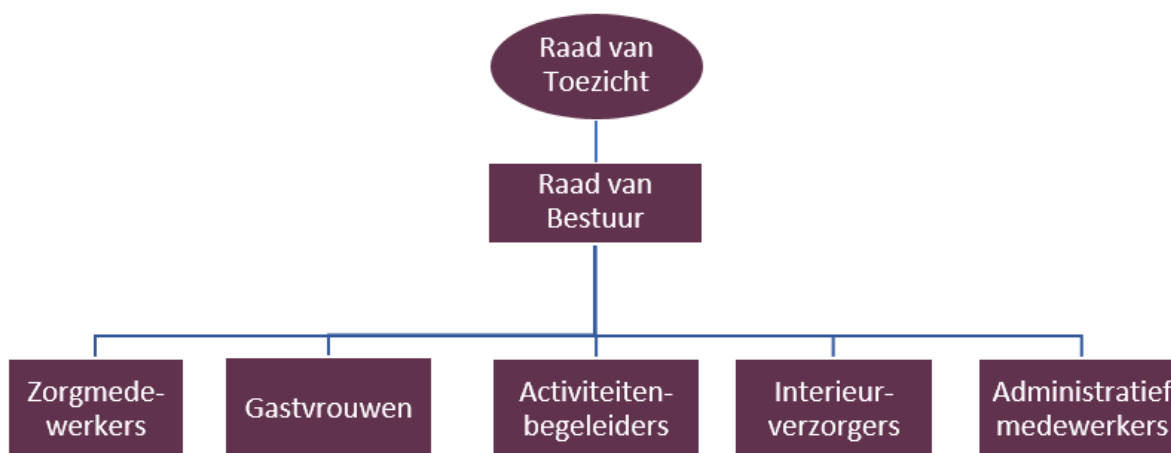 Raad van
Toezicht
Raad van
Bestuur
Zorgmede-
werkers
Gastvrouwen
Activiteiten-
begeleiders
Interieur-
verzorgers
Administratief
medewerkers